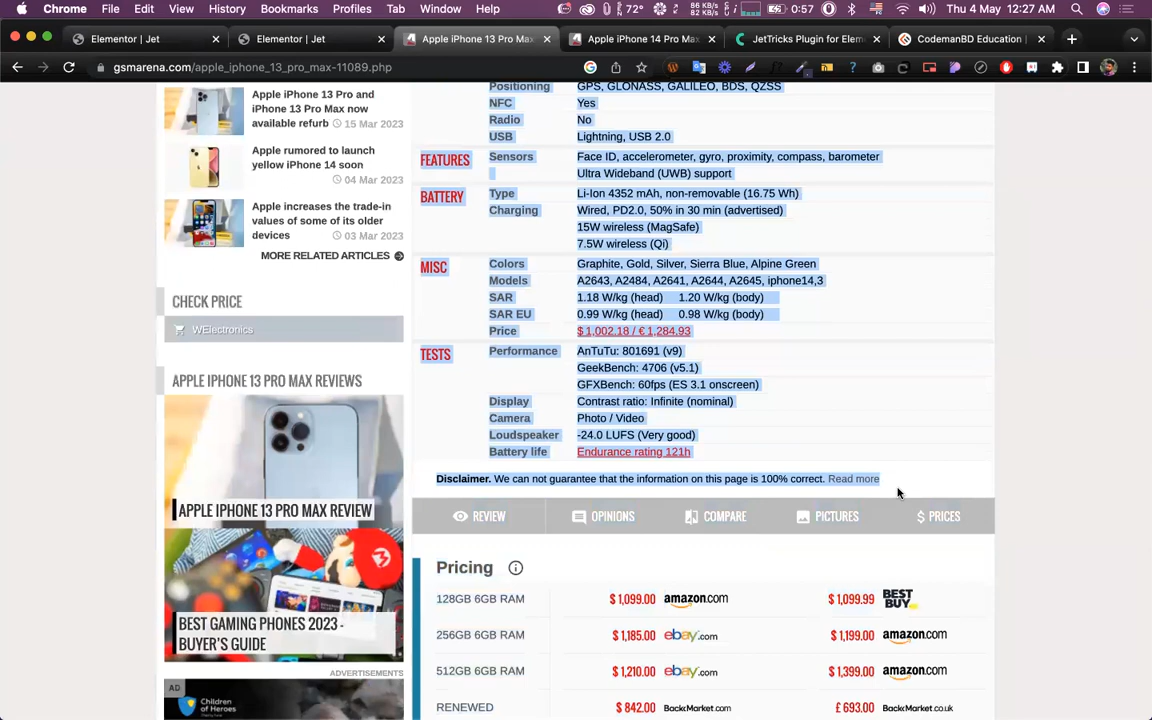 Chrome File Edit View History Bookmarks Profiles Tab Window Help 72° 86 KB/s 82 KB/s 0:57 Thu 4 May 12:27 AM
Elementor | Jet Elementor | Jet Apple iPhone 13 Pro Max Apple iPhone 14 Pro Max JetTricks Plugin for Elem CodemanBD Education |
gsmarena.com/apple_iphone_13_pro_max-11089.php
Apple iPhone 13 Pro and
iPhone 13 Pro Max now
available refurb
15 Mar 2023
Apple rumored to launch
yellow iPhone 14 soon
04 Mar 2023
Apple increases the trade-in
values of some of its older
devices
03 Mar 2023
MORE RELATED ARTICLES
CHECK PRICE
WElectronics
APPLE IPHONE 13 PRO MAX REVIEWS
APPLE IPHONE 13 PRO MAX REVIEW
BEST GAMING PHONES 2023 -
BUYER'S GUIDE
ADVERTISEMENTS
AD
Children
of Heroes
Positioning GPS, GLONASS, GALILEO, BDS, QZSS
NFC Yes
Radio No
USB Lightning, USB 2.0
FEATURES Sensors Face ID, accelerometer, gyro, proximity, compass, barometer
Ultra Wideband (UWB) support
BATTERY Type Li-Ion 4352 mAh, non-removable (16.75 Wh)
Charging Wired, PD2.0, 50% in 30 min (advertised)
15W wireless (MagSafe)
7.5W wireless (Qi)
MISC Colors Graphite, Gold, Silver, Sierra Blue, Alpine Green
Models A2643, A2484, A2641, A2644, A2645, iphone14,3
SAR 1.18 W/kg (head) 1.20 W/kg (body)
SAR EU 0.99 W/kg (head) 0.98 W/kg (body)
Price $ 1,002.18 / € 1,284.93
TESTS Performance AnTuTu: 801691 (v9)
GeekBench: 4706 (v5.1)
GFXBench: 60fps (ES 3.1 onscreen)
Display Contrast ratio: Infinite (nominal)
Camera Photo / Video
Loudspeaker -24.0 LUFS (Very good)
Battery life Endurance rating 121h
Disclaimer. We can not guarantee that the information on this page is 100% correct. Read more
REVIEW OPINIONS COMPARE PICTURES PRICES
Pricing
128GB 6GB RAM $ 1,099.00 amazon.com $ 1,099.99 BEST BUY
256GB 6GB RAM $ 1,185.00 ebay.com $ 1,199.00 amazon.com
512GB 6GB RAM $ 1,210.00 ebay.com $ 1,399.00 amazon.com
RENEWED $ 842.00 BackMarket.com £ 693.00 BackMarket.co.uk